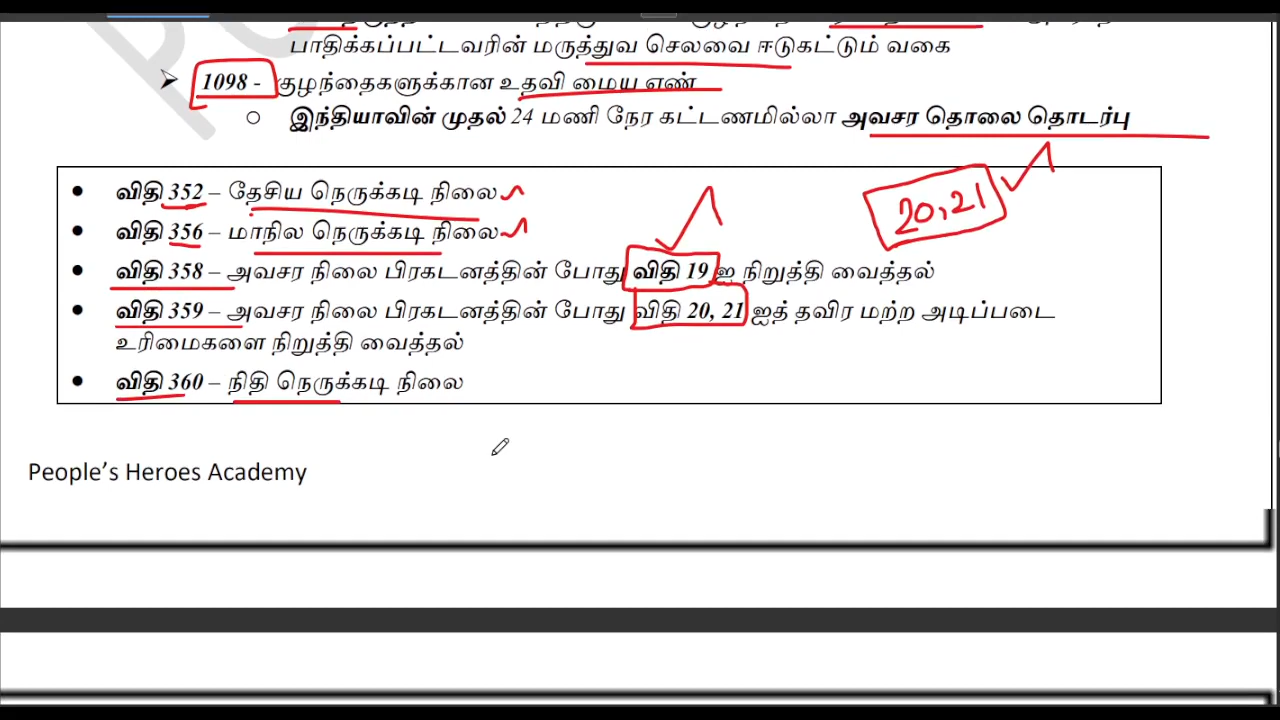 பாதிக்கப்பட்டவரின் மருத்துவ செலவை ஈடுகட்டும் வகை
➤ 1098 - குழந்தைகளுக்கான உதவி மைய எண்
○ இந்தியாவின் முதல் 24 மணி நேர கட்டணமில்லா அவசர தொலை தொடர்பு
• விதி 352 – தேசிய நெருக்கடி நிலை
20,21
• விதி 356 – மாநில நெருக்கடி நிலை
• விதி 358 – அவசர நிலை பிரகடனத்தின் போது விதி 19 ஐ நிறுத்தி வைத்தல்
• விதி 359 – அவசர நிலை பிரகடனத்தின் போது விதி 20, 21 ஐத் தவிர மற்ற அடிப்படை
உரிமைகளை நிறுத்தி வைத்தல்
• விதி 360 – நிதி நெருக்கடி நிலை
People’s Heroes Academy